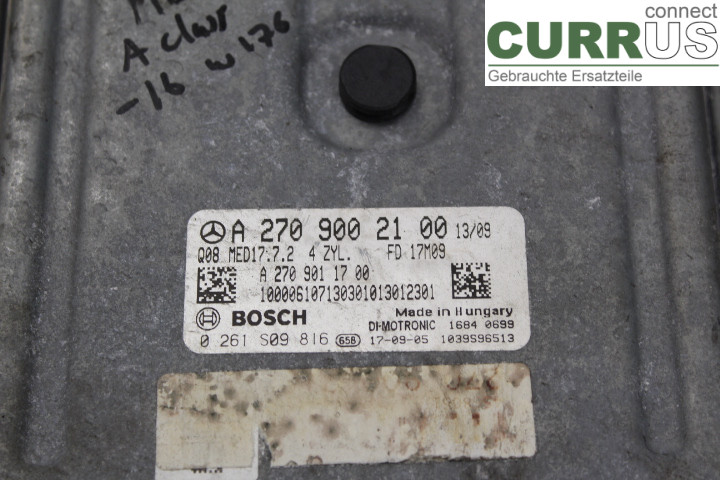 A clwr
-16 w176
connect
CURRUS
Gebrauchte Ersatzteile
A 270 900 21 00 13/09
Q08 MED17.7.2 4 ZYL. FD 17M09
A 270 901 17 00
10000610713030101301​2301
BOSCH
Made in Hungary
DI-MOTRONIC 1684 0699
0 261 S09 816 658 17-09-05 1039S96513